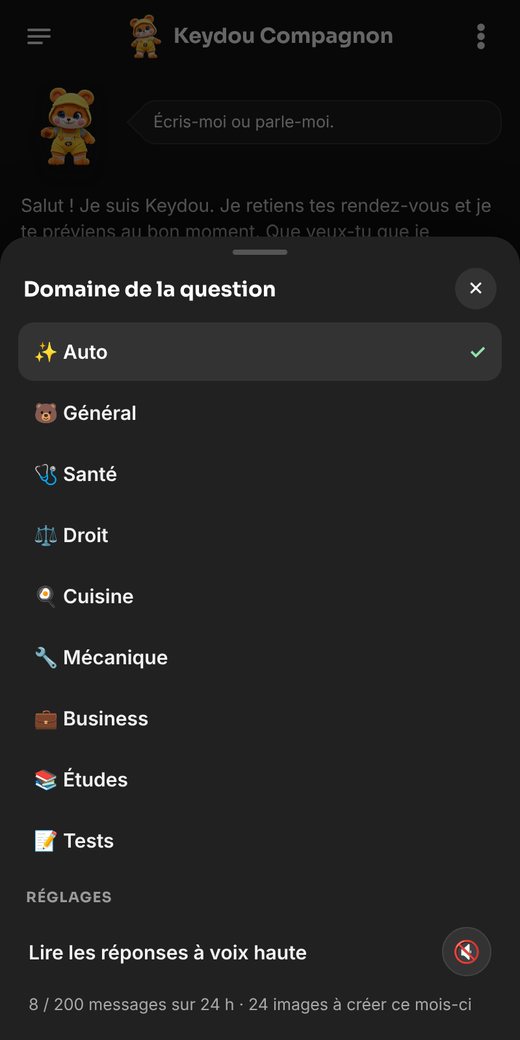 Keydou Compagnon
Écris-moi ou parle-moi.
Salut ! Je suis Keydou. Je retiens tes rendez-vous et je
te préviens au bon moment. Que veux-tu que je
Domaine de la question
Auto
Général
Santé
Droit
Cuisine
Mécanique
Business
Études
Tests
RÉGLAGES
Lire les réponses à voix haute
8 / 200 messages sur 24 h · 24 images à créer ce mois-ci